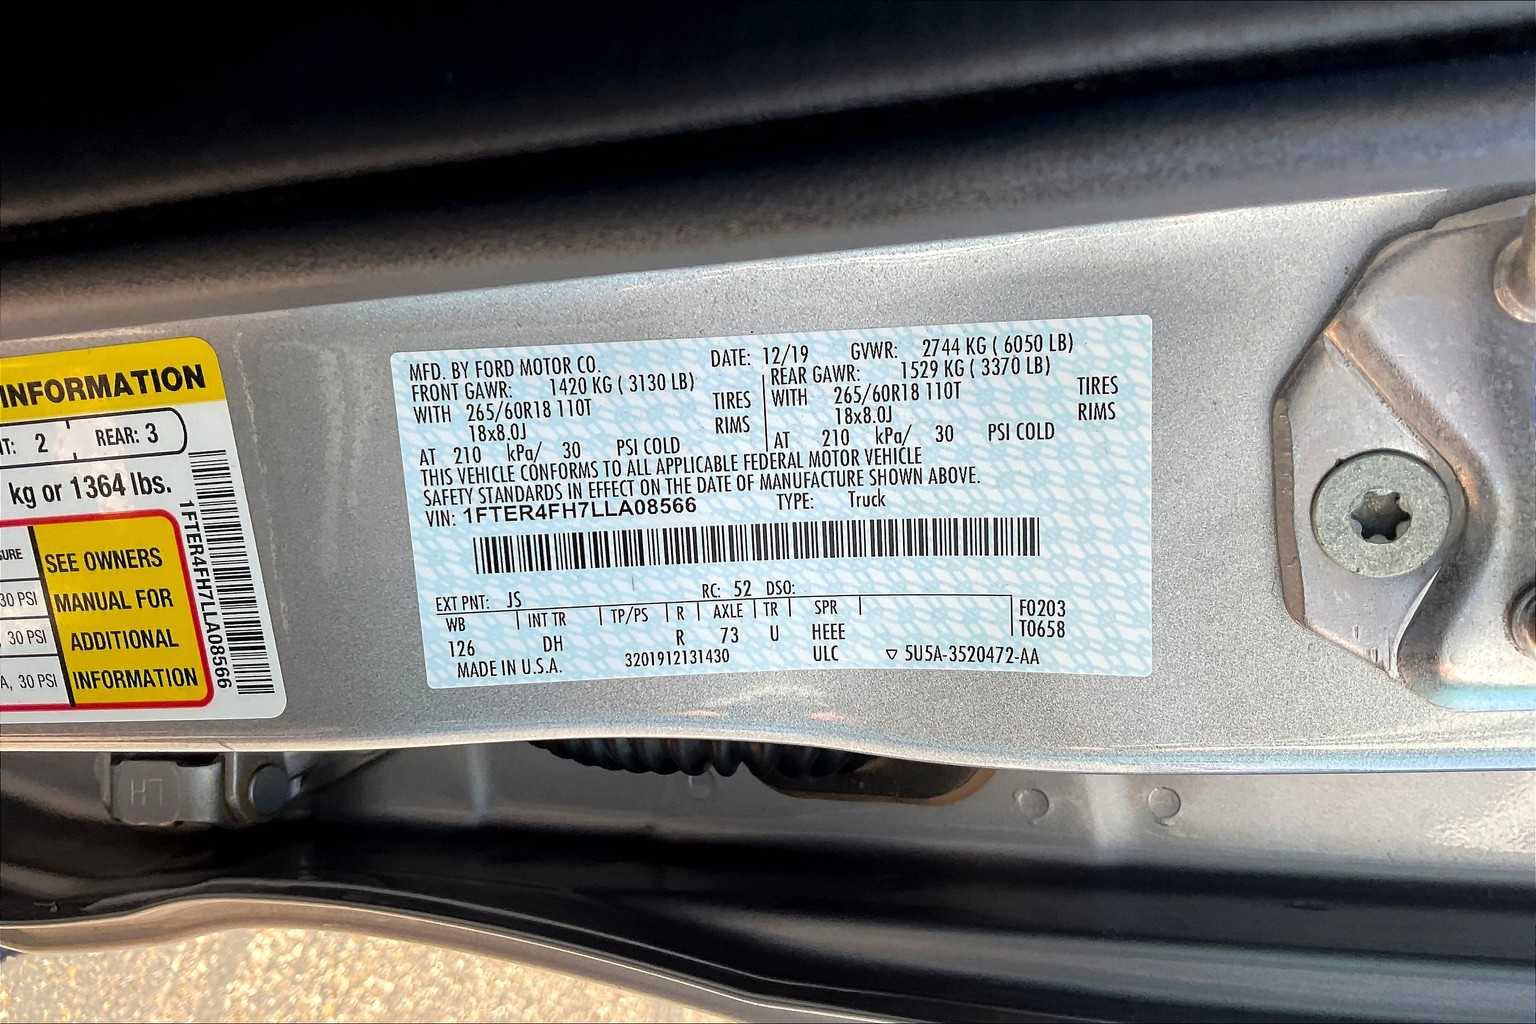 INFORMATION
T: 2 REAR: 3
kg or 1364 lbs.
URE
30 PSI
, 30 PSI
A, 30 PSI
SEE OWNERS
MANUAL FOR
ADDITIONAL
INFORMATION
1FTER4FH7LLA08566
MFD. BY FORD MOTOR CO. DATE: 12/19 GVWR: 2744 KG ( 6050 LB)
FRONT GAWR: 1420 KG ( 3130 LB) REAR GAWR: 1529 KG ( 3370 LB)
WITH 265/60R18 110T TIRES WITH 265/60R18 110T TIRES
18x8.0J RIMS 18x8.0J RIMS
AT 210 kPa/ 30 PSI COLD AT 210 kPa/ 30 PSI COLD
THIS VEHICLE CONFORMS TO ALL APPLICABLE FEDERAL MOTOR VEHICLE
SAFETY STANDARDS IN EFFECT ON THE DATE OF MANUFACTURE SHOWN ABOVE.
VIN: 1FTER4FH7LLA08566 TYPE: Truck
EXT PNT: JS RC: 52 DSO:
WB INT TR TP/PS R AXLE TR SPR F0203
126 DH R 73 U HEEE T0658
MADE IN U.S.A. 3201912131430 ULC ▽ 5U5A-3520472-AA
LH